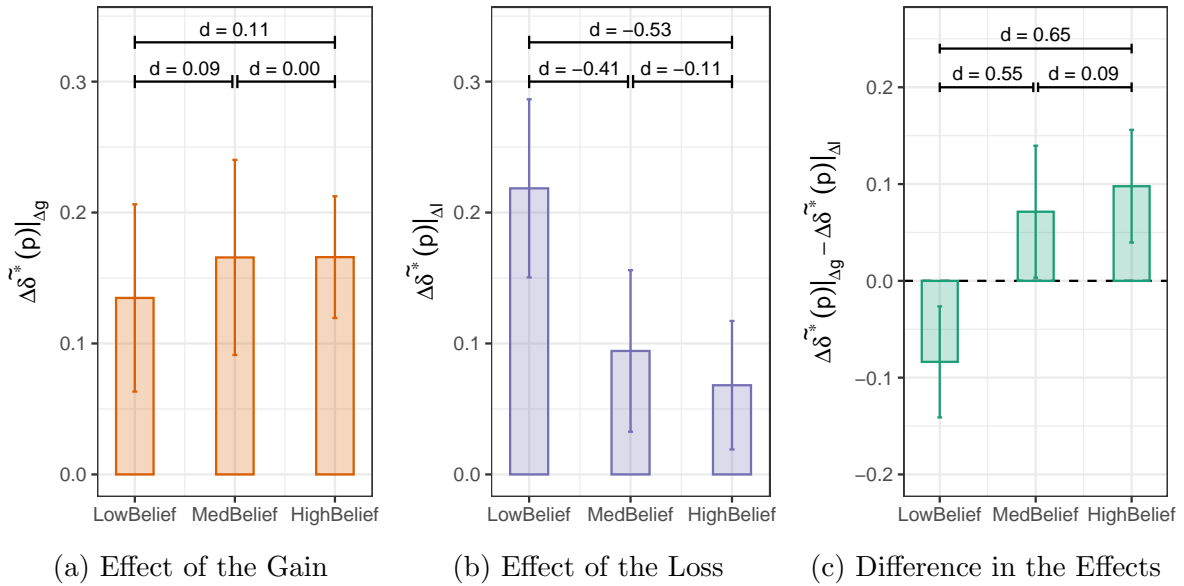 d = 0.11
d = 0.09
d = 0.00
0.3
0.2
0.1
0.0
Δδ̃*(p)|Δg
LowBelief MedBelief HighBelief
(a) Effect of the Gain
d = −0.53
d = −0.41
d = −0.11
0.3
0.2
0.1
0.0
Δδ̃*(p)|Δl
LowBelief MedBelief HighBelief
(b) Effect of the Loss
d = 0.65
d = 0.55
d = 0.09
0.2
0.1
0.0
−0.1
−0.2
Δδ̃*(p)|Δg − Δδ̃*(p)|Δl
LowBelief MedBelief HighBelief
(c) Difference in the Effects